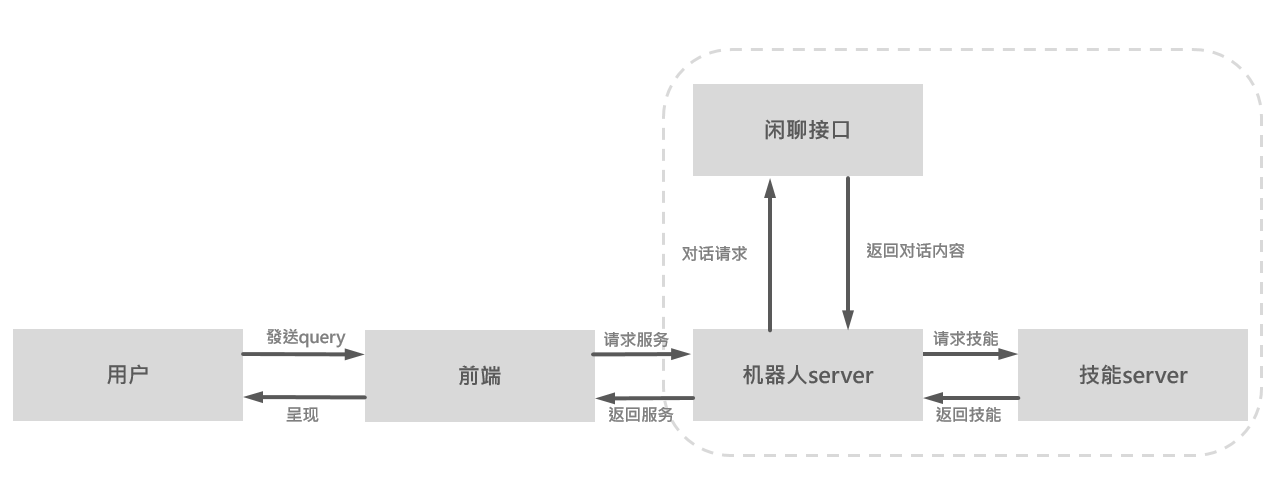 闲聊接口
对话请求
返回对话内容
發送query
请求服务
请求技能
用户
前端
机器人server
技能server
呈现
返回服务
返回技能